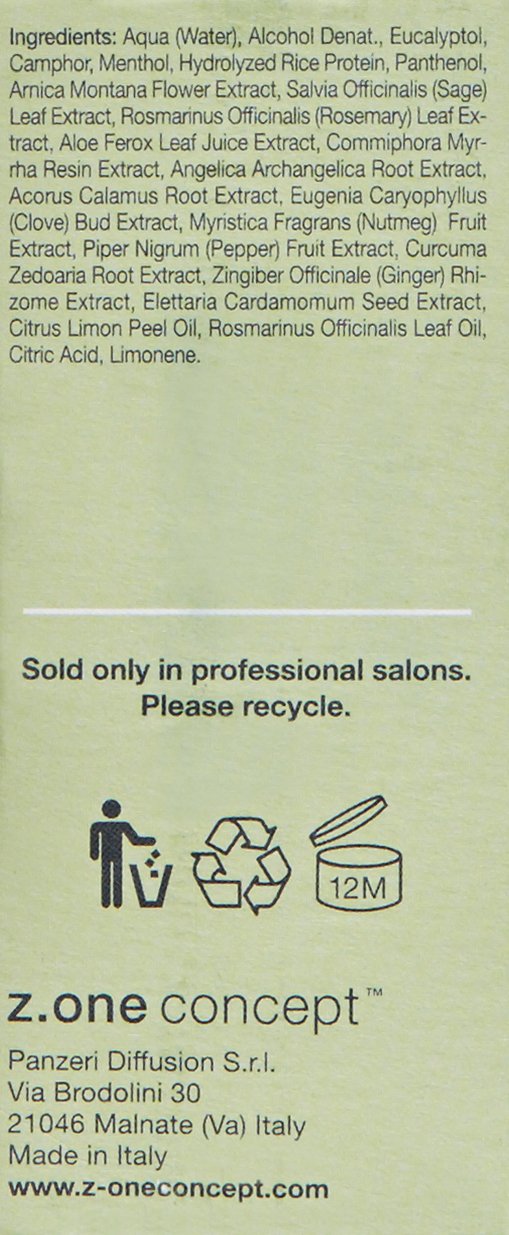 Ingredients: Aqua (Water), Alcohol Denat., Eucalyptol,
Camphor, Menthol, Hydrolyzed Rice Protein, Panthenol,
Arnica Montana Flower Extract, Salvia Officinalis (Sage)
Leaf Extract, Rosmarinus Officinalis (Rosemary) Leaf Ex-
tract, Aloe Ferox Leaf Juice Extract, Commiphora Myr-
rha Resin Extract, Angelica Archangelica Root Extract,
Acorus Calamus Root Extract, Eugenia Caryophyllus
(Clove) Bud Extract, Myristica Fragrans (Nutmeg) Fruit
Extract, Piper Nigrum (Pepper) Fruit Extract, Curcuma
Zedoaria Root Extract, Zingiber Officinale (Ginger) Rhi-
zome Extract, Elettaria Cardamomum Seed Extract,
Citrus Limon Peel Oil, Rosmarinus Officinalis Leaf Oil,
Citric Acid, Limonene.
Sold only in professional salons.
Please recycle.
12M
z.one concept™
Panzeri Diffusion S.r.l.
Via Brodolini 30
21046 Malnate (Va) Italy
Made in Italy
www.z-oneconcept.com